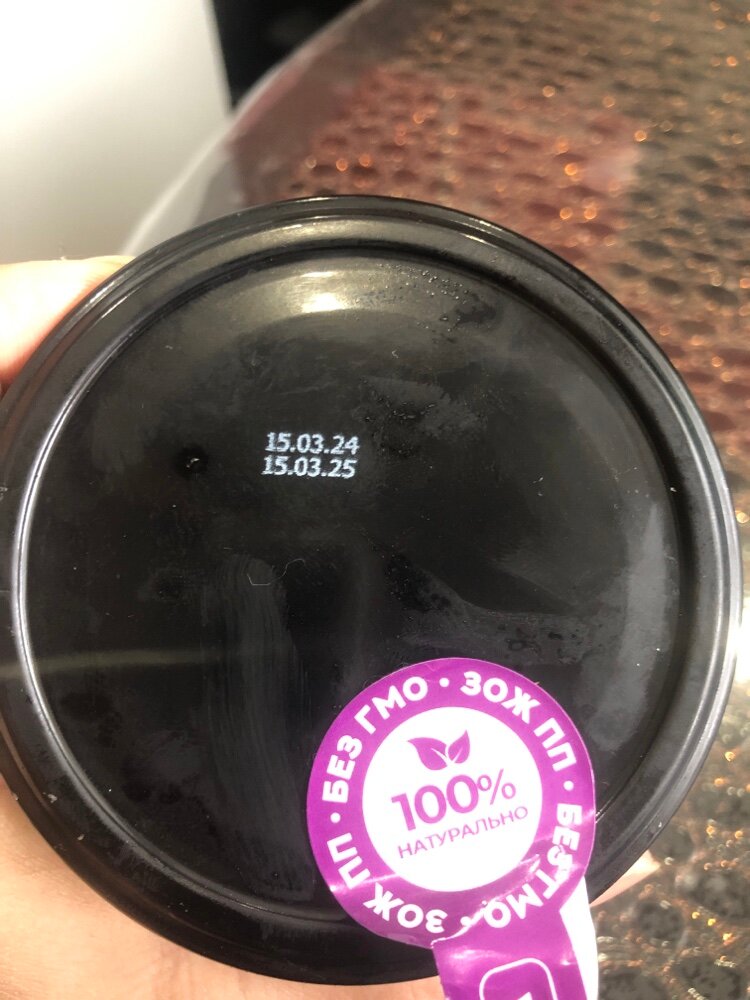 15.03.24
15.03.25
БЕЗ ГМО • ЗОЖ ПП • БЕЗ ГМО • ЗОЖ ПП •
100%
НАТУРАЛЬНО